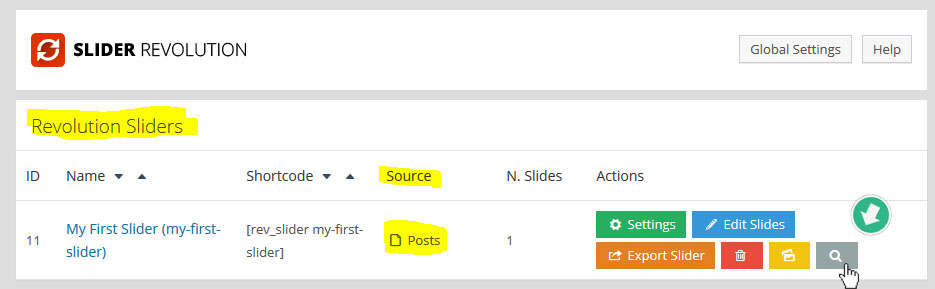 SLIDER REVOLUTION
Global Settings
Help
Revolution Sliders
ID Name Shortcode Source N. Slides Actions
11 My First Slider (my-first-
slider)
[rev_slider my-first-
slider]
Posts
1
Settings Edit Slides
Export Slider